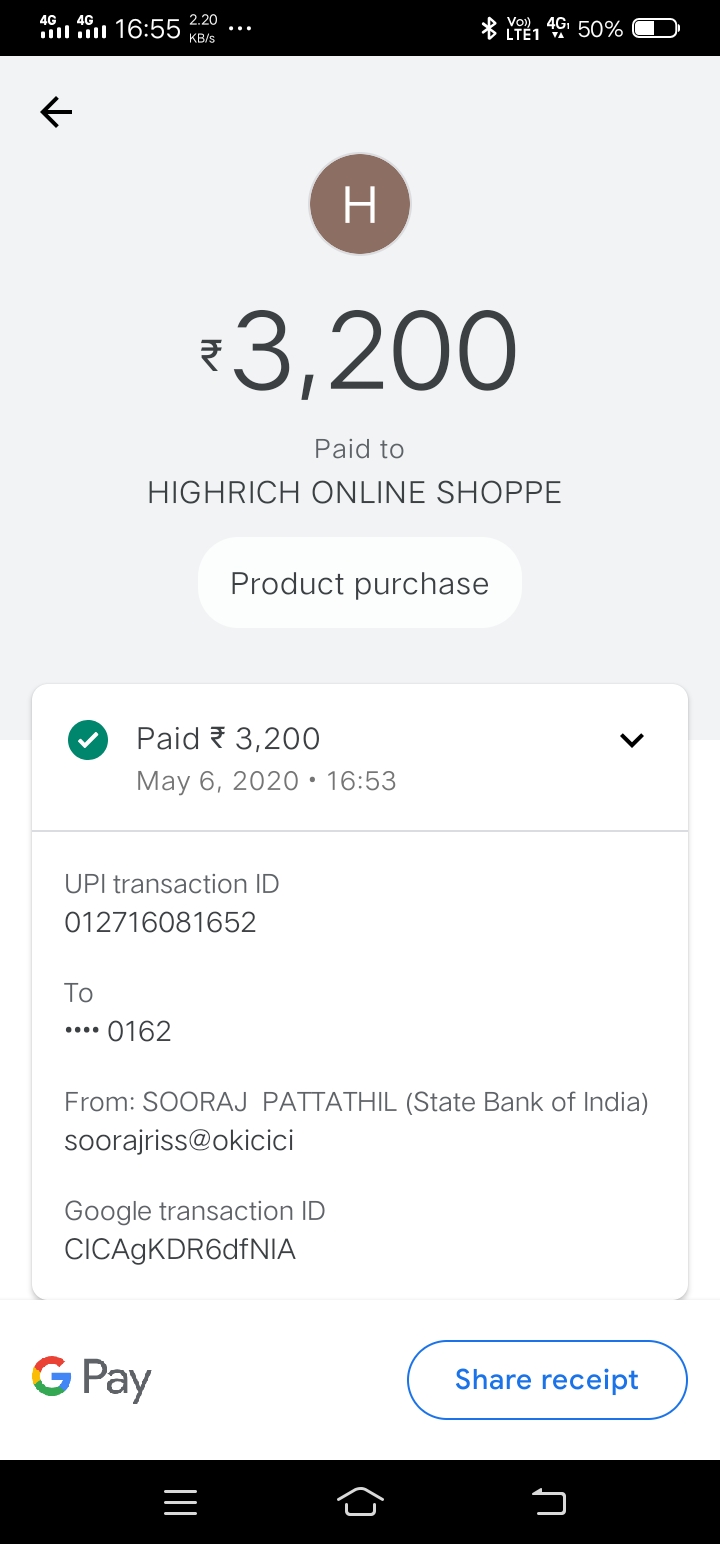 4G 4G 16:55 2.20 KB/s ... Vo)) LTE1 4G 50%
H
₹3,200
Paid to
HIGHRICH ONLINE SHOPPE
Product purchase
Paid ₹ 3,200
May 6, 2020 • 16:53
UPI transaction ID
012716081652
To
•••• 0162
From: SOORAJ PATTATHIL (State Bank of India)
soorajriss@okicici
Google transaction ID
CICAgKDR6dfNIA
G Pay
Share receipt